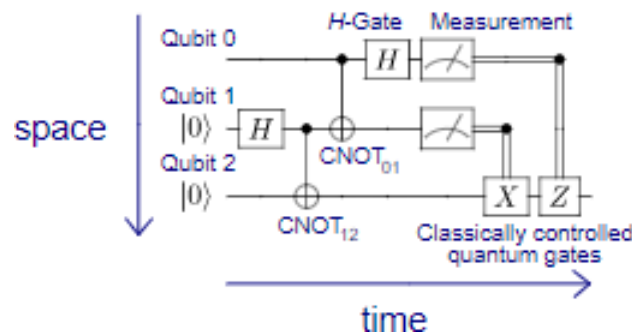 H-Gate Measurement
Qubit 0
H
Qubit 1
space
|0⟩
H
CNOT01
Qubit 2
|0⟩
X
Z
CNOT12
Classically controlled
quantum gates
time